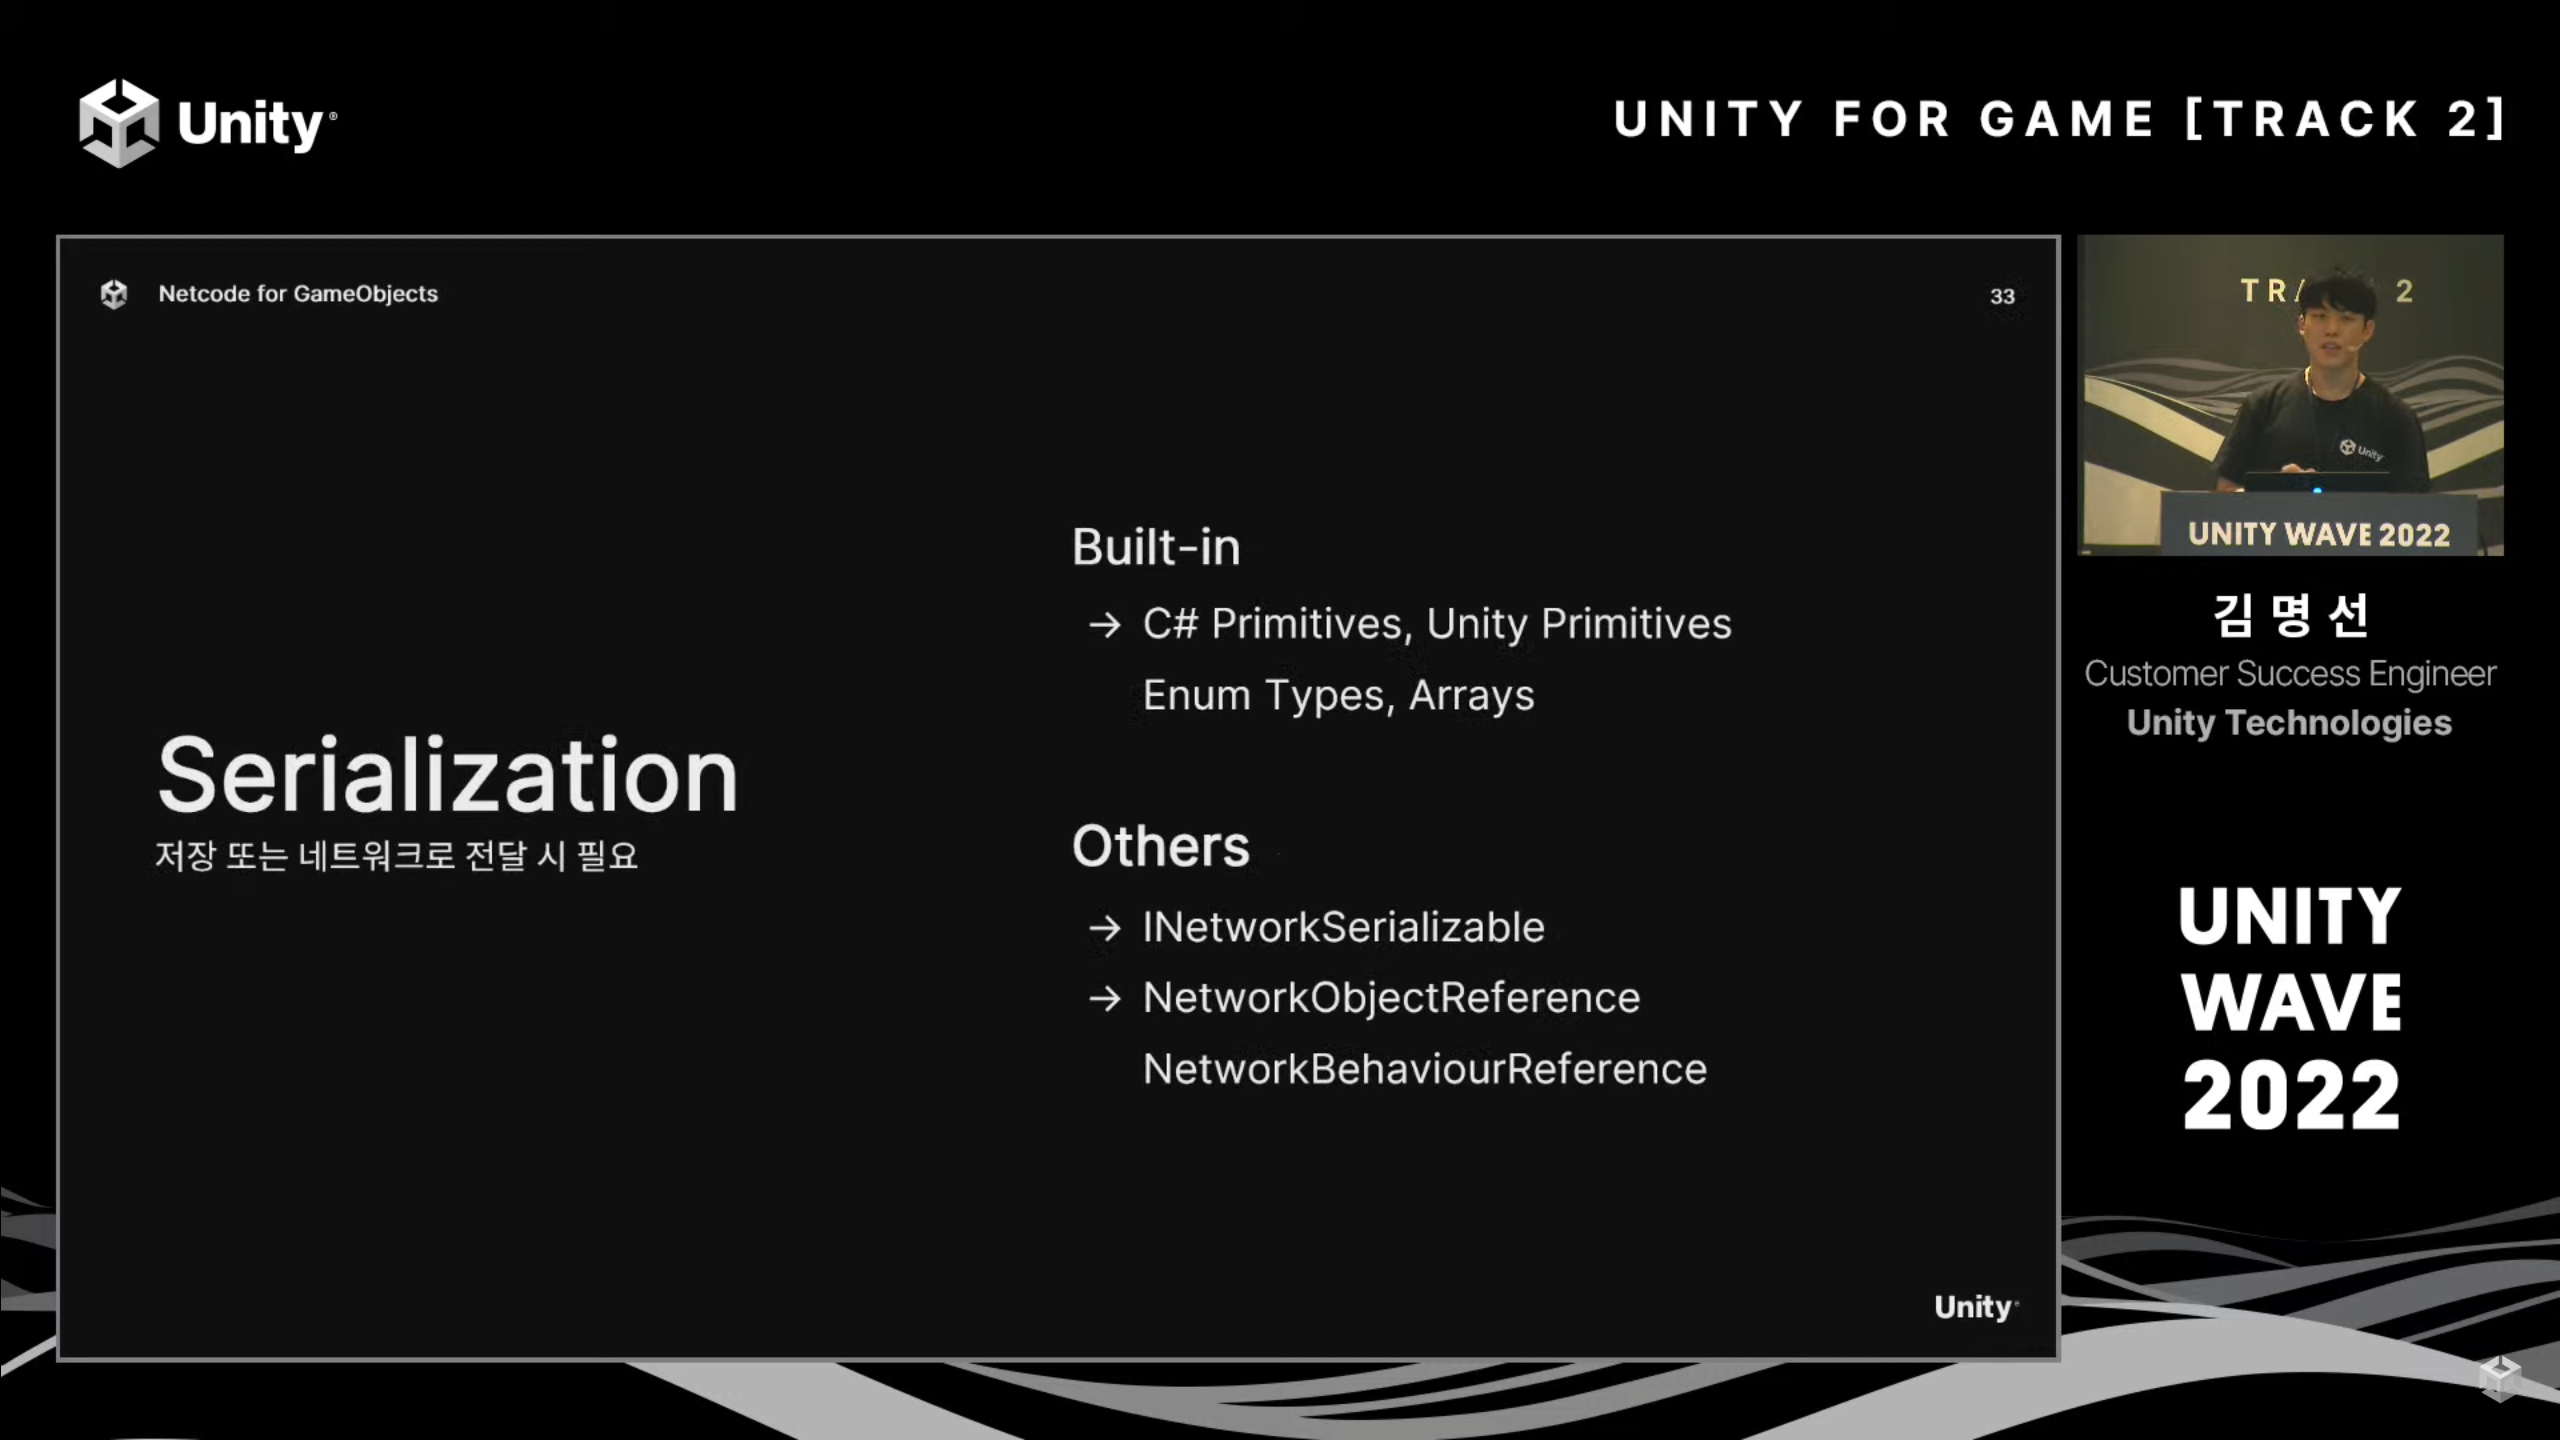 Unity
UNITY FOR GAME [TRACK 2]
Netcode for GameObjects
33
Serialization
저장 또는 네트워크로 전달 시 필요
Built-in
→ C# Primitives, Unity Primitives
Enum Types, Arrays
Others
→ INetworkSerializable
→ NetworkObjectReference
NetworkBehaviourReference
Unity
2
Unity
UNITY WAVE 2022
김명선
Customer Success Engineer
Unity Technologies
UNITY
WAVE
2022